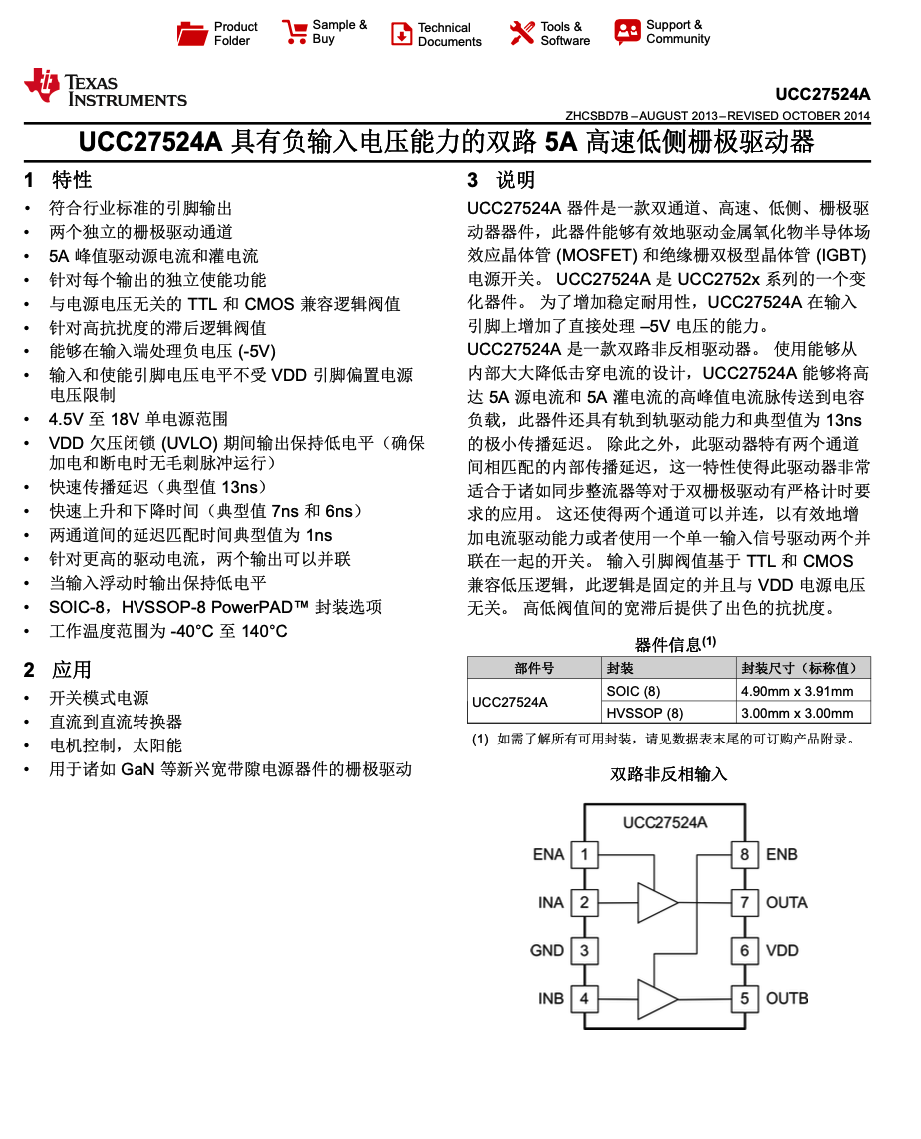 Product
Folder
Sample &
Buy
Technical
Documents
Tools &
Software
Support &
Community
TEXAS
INSTRUMENTS
UCC27524A
ZHCSBD7B –AUGUST 2013–REVISED OCTOBER 2014
UCC27524A 具有负输入电压能力的双路 5A 高速低侧栅极驱动器
1 特性
• 符合行业标准的引脚输出
• 两个独立的栅极驱动通道
• 5A 峰值驱动源电流和灌电流
• 针对每个输出的独立使能功能
• 与电源电压无关的 TTL 和 CMOS 兼容逻辑阀值
• 针对高抗扰度的滞后逻辑阀值
• 能够在输入端处理负电压 (-5V)
• 输入和使能引脚电压电平不受 VDD 引脚偏置电源
电压限制
• 4.5V 至 18V 单电源范围
• VDD 欠压闭锁 (UVLO) 期间输出保持低电平（确保
加电和断电时无毛刺脉冲运行）
• 快速传播延迟（典型值 13ns）
• 快速上升和下降时间（典型值 7ns 和 6ns）
• 两通道间的延迟匹配时间典型值为 1ns
• 针对更高的驱动电流，两个输出可以并联
• 当输入浮动时输出保持低电平
• SOIC-8，HVSSOP-8 PowerPAD™ 封装选项
• 工作温度范围为 -40°C 至 140°C
2 应用
• 开关模式电源
• 直流到直流转换器
• 电机控制，太阳能
• 用于诸如 GaN 等新兴宽带隙电源器件的栅极驱动
3 说明
UCC27524A 器件是一款双通道、高速、低侧、栅极驱
动器器件，此器件能够有效地驱动金属氧化物半导体场
效应晶体管 (MOSFET) 和绝缘栅双极型晶体管 (IGBT)
电源开关。 UCC27524A 是 UCC2752x 系列的一个变
化器件。 为了增加稳定耐用性，UCC27524A 在输入
引脚上增加了直接处理 –5V 电压的能力。
UCC27524A 是一款双路非反相驱动器。 使用能够从
内部大大降低击穿电流的设计，UCC27524A 能够将高
达 5A 源电流和 5A 灌电流的高峰值电流脉传送到电容
负载，此器件还具有轨到轨驱动能力和典型值为 13ns
的极小传播延迟。 除此之外，此驱动器特有两个通道
间相匹配的内部传播延迟，这一特性使得此驱动器非常
适合于诸如同步整流器等对于双栅极驱动有严格计时要
求的应用。 这还使得两个通道可以并连，以有效地增
加电流驱动能力或者使用一个单一输入信号驱动两个并
联在一起的开关。 输入引脚阀值基于 TTL 和 CMOS
兼容低压逻辑，此逻辑是固定的并且与 VDD 电源电压
无关。 高低阀值间的宽滞后提供了出色的抗扰度。
器件信息(1)
部件号 封装 封装尺寸（标称值）
UCC27524A SOIC (8) 4.90mm x 3.91mm
HVSSOP (8) 3.00mm x 3.00mm
(1) 如需了解所有可用封装，请见数据表末尾的可订购产品附录。
双路非反相输入
UCC27524A
ENA 1 8 ENB
INA 2 7 OUTA
GND 3 6 VDD
INB 4 5 OUTB